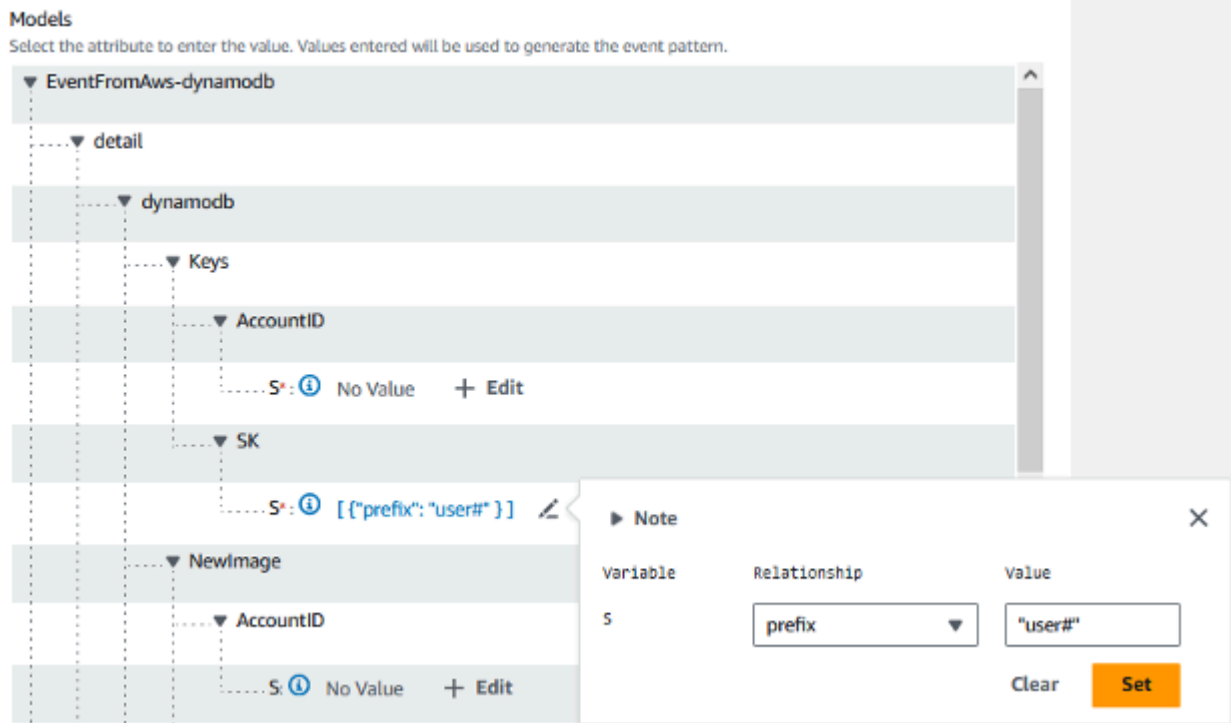 Models
Select the attribute to enter the value. Values entered will be used to generate the event pattern.
EventFromAws-dynamodb
detail
dynamodb
Keys
AccountID
S* : No Value + Edit
SK
S* : [ {"prefix": "user#" } ]
Note
Variable Relationship Value
S prefix "user#"
Clear Set
NewImage
AccountID
S: No Value + Edit